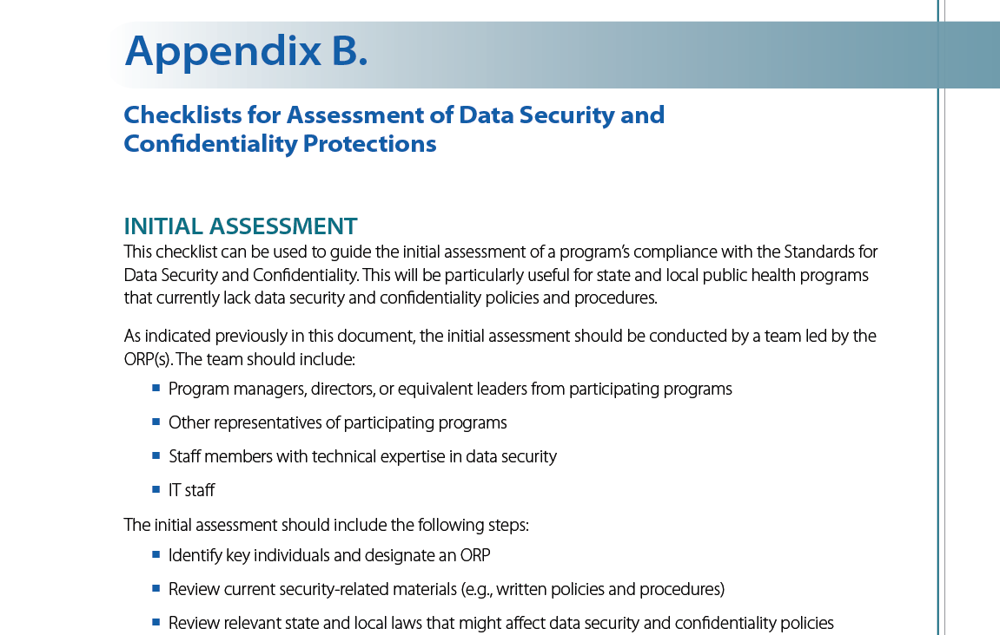 Appendix B.
Checklists for Assessment of Data Security and
Confidentiality Protections
INITIAL ASSESSMENT
This checklist can be used to guide the initial assessment of a program’s compliance with the Standards for
Data Security and Confidentiality. This will be particularly useful for state and local public health programs
that currently lack data security and confidentiality policies and procedures.
As indicated previously in this document, the initial assessment should be conducted by a team led by the
ORP(s). The team should include:
■ Program managers, directors, or equivalent leaders from participating programs
■ Other representatives of participating programs
■ Staff members with technical expertise in data security
■ IT staff
The initial assessment should include the following steps:
■ Identify key individuals and designate an ORP
■ Review current security-related materials (e.g., written policies and procedures)
■ Review relevant state and local laws that might affect data security and confidentiality policies